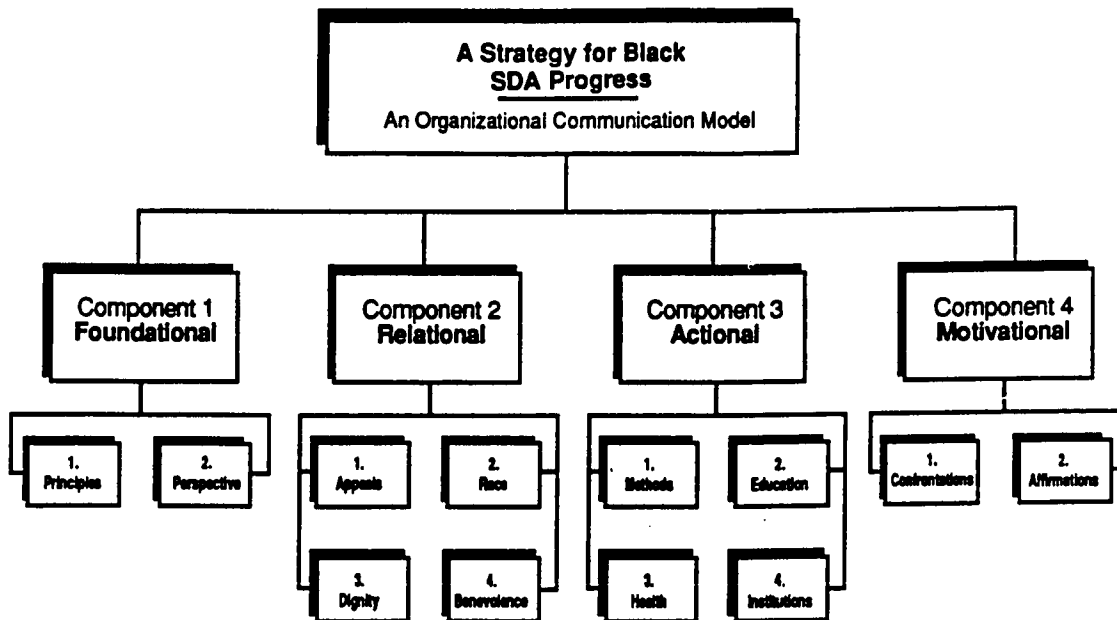 A Strategy for Black
SDA Progress
An Organizational Communication Model
Component 1
Foundational
Component 2
Relational
Component 3
Actional
Component 4
Motivational
1.
Principles
2.
Perspective
1.
Appeals
2.
Race
3.
Dignity
4.
Benevolence
1.
Methods
2.
Education
3.
Health
4.
Institutions
1.
Confrontations
2.
Affirmations